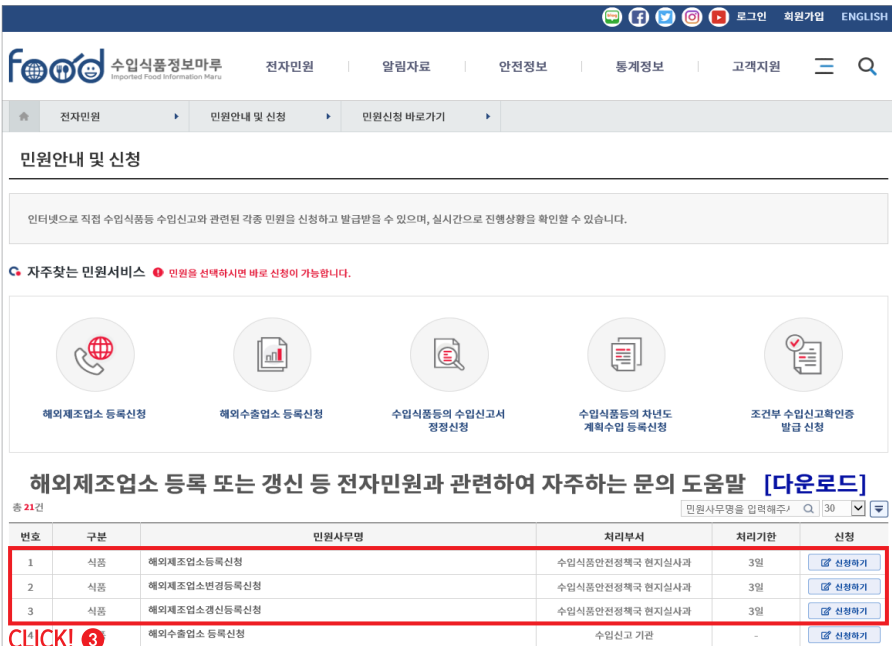 로그인 회원가입 ENGLISH
food 수입식품정보마루 전자민원 알림자료 안전정보 통계정보 고객지원
Imported Food Information Maru
전자민원 민원안내 및 신청 민원신청 바로가기
민원안내 및 신청
인터넷으로 직접 수입식품등 수입신고와 관련된 각종 민원을 신청하고 발급받을 수 있으며, 실시간으로 진행상황을 확인할 수 있습니다.
자주찾는 민원서비스 민원을 선택하시면 바로 신청이 가능합니다.
해외제조업소 등록신청
해외수출업소 등록신청
수입식품등의 수입신고서
정정신청
수입식품등의 차년도
계획수입 등록신청
조건부 수입신고확인증
발급 신청
해외제조업소 등록 또는 갱신 등 전자민원과 관련하여 자주하는 문의 도움말 [다운로드]
총 21건 민원사무명을 입력해주 30
번호 구분 민원사무명 처리부서 처리기한 신청
1 식품 해외제조업소등록신청 수입식품안전정책국 현지실사과 3일 신청하기
2 식품 해외제조업소변경등록신청 수입식품안전정책국 현지실사과 3일 신청하기
3 식품 해외제조업소갱신등록신청 수입식품안전정책국 현지실사과 3일 신청하기
4 해외수출업소 등록신청 수입신고 기관 - 신청하기
CLICK! 3